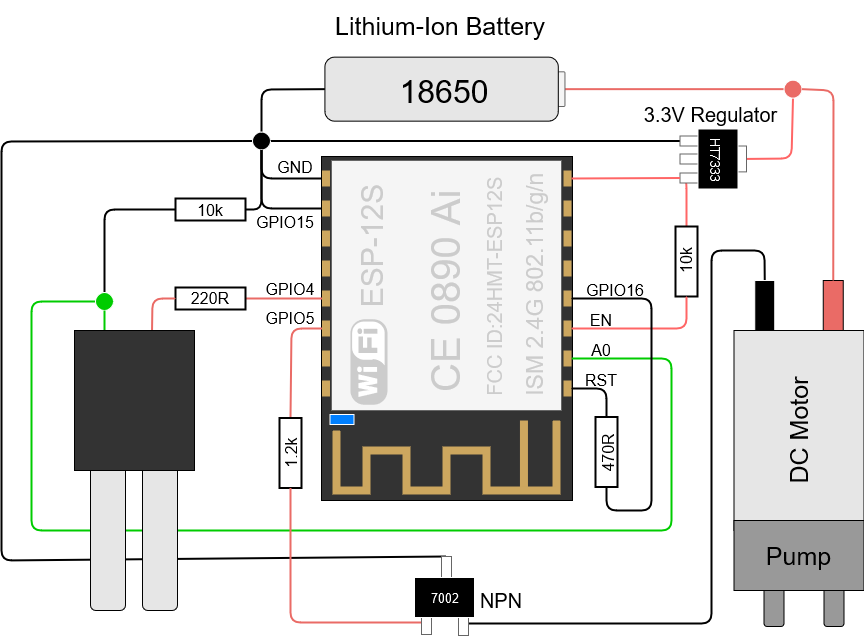 Lithium-Ion Battery
18650
3.3V Regulator
HT7333
GND
10k
GPIO15
ESP-12S
CE 0890 Ai
FCC ID:24HMT-ESP12S
ISM 2.4G 802.11b/g/n
WiFi
10k
220R
GPIO4
GPIO16
GPIO5
EN
A0
RST
1.2k
470R
DC Motor
Pump
7002
NPN